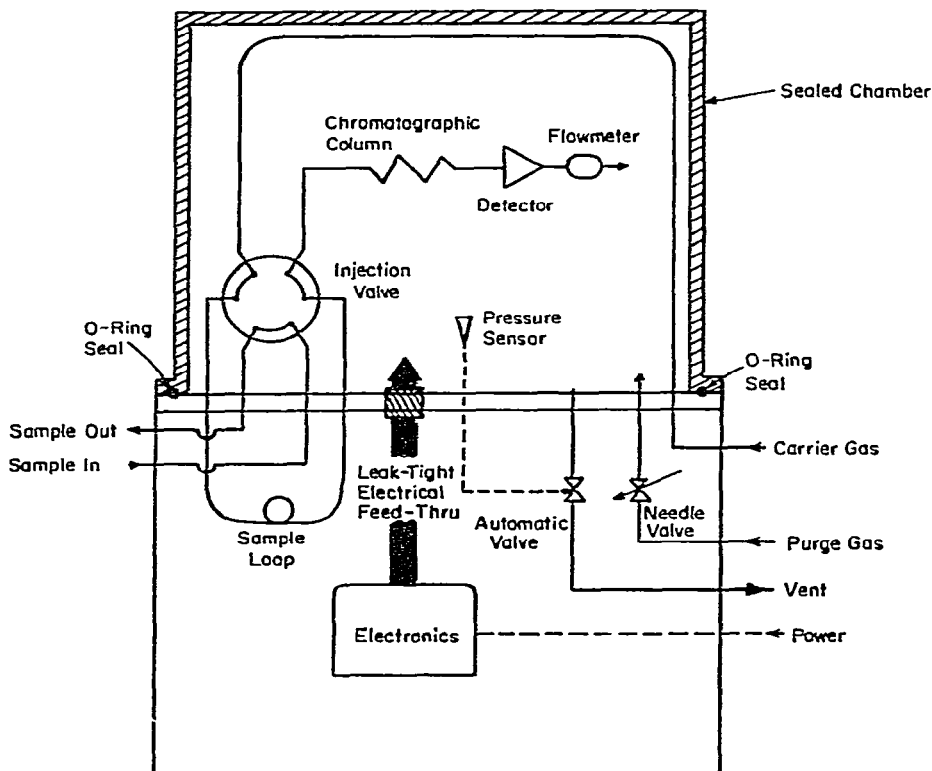 Sealed Chamber
Chromatographic
Column
Flowmeter
Detector
Injection
Valve
Pressure
Sensor
O-Ring
Seal
O-Ring
Seal
Sample Out
Sample In
Carrier Gas
Leak-Tight
Electrical
Feed-Thru
Sample
Loop
Automatic
Valve
Needle
Valve
Purge Gas
Vent
Electronics
Power